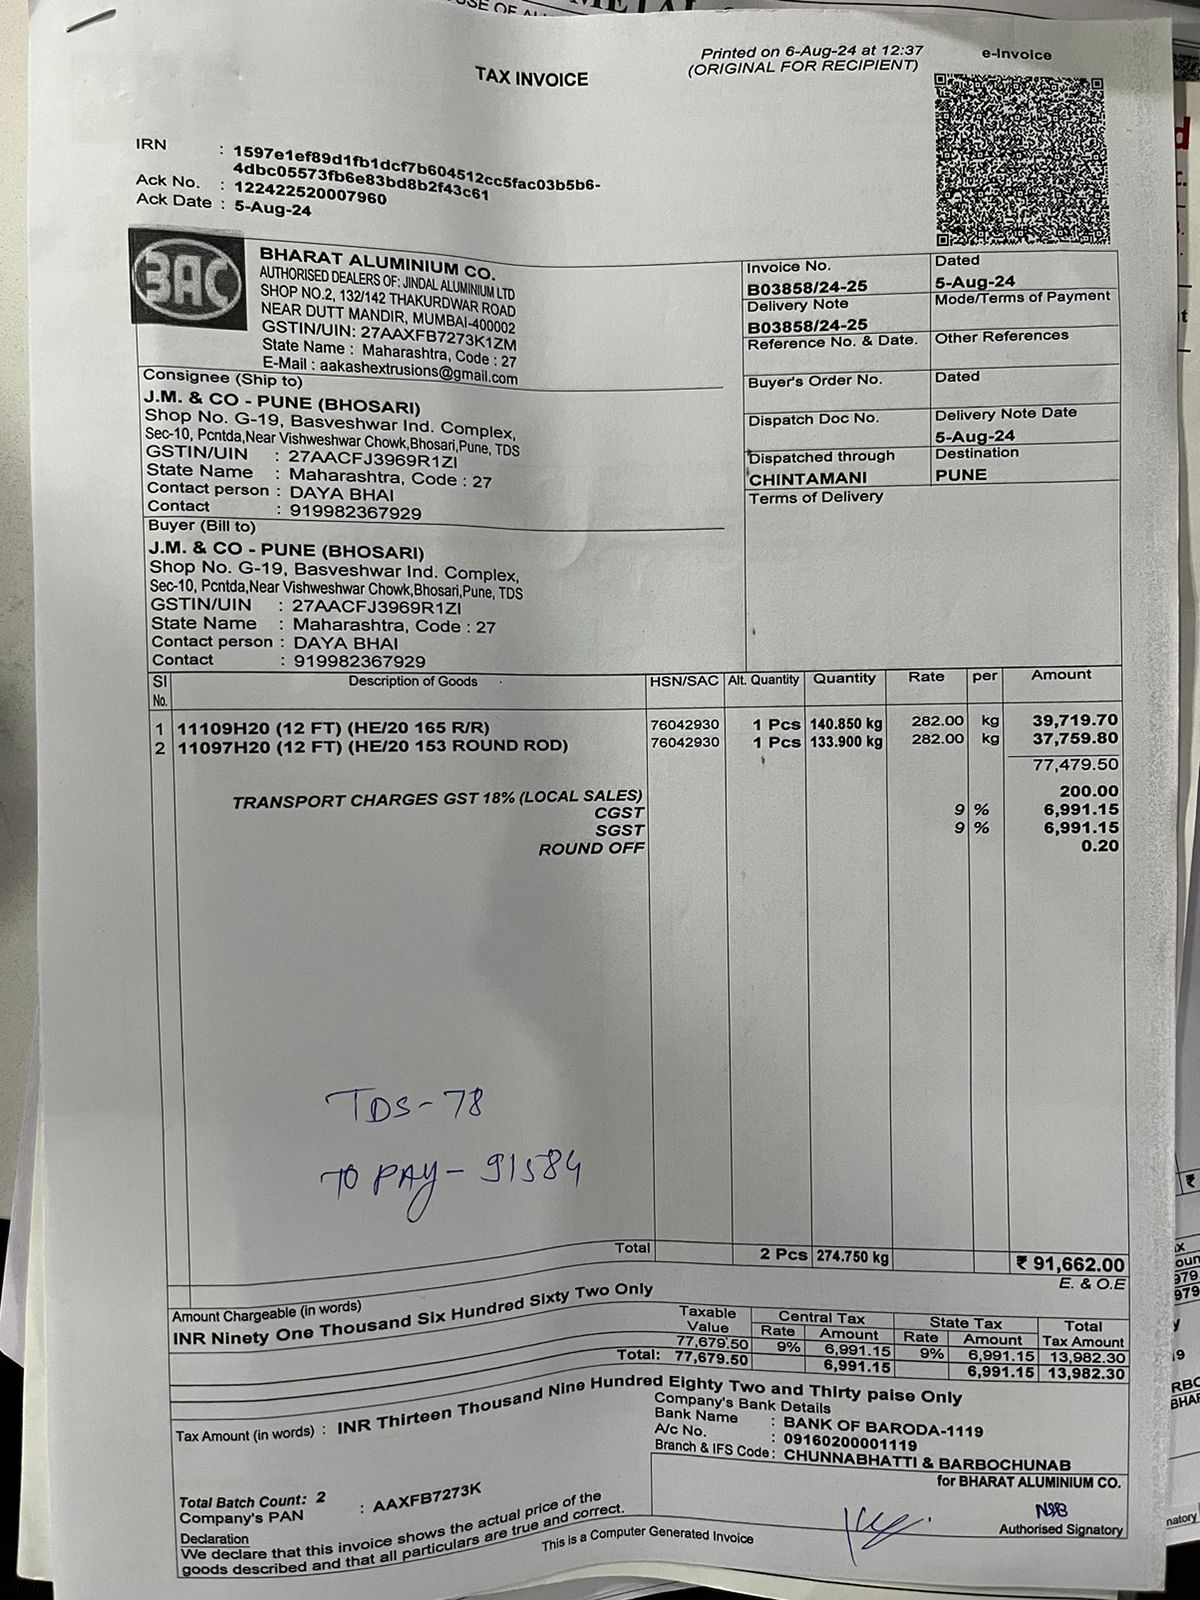 TAX INVOICE
Printed on 6-Aug-24 at 12:37
(ORIGINAL FOR RECIPIENT)
e-Invoice
IRN : 1597e1ef89d1fb1dcf7b604512cc5fac03b5b6-
4dbc05573fb6e83bd8b2f43c61
Ack No. : 122422520007960
Ack Date : 5-Aug-24
BAC
BHARAT ALUMINIUM CO.
AUTHORISED DEALERS OF: JINDAL ALUMINIUM LTD
SHOP NO.2, 132/142 THAKURDWAR ROAD
NEAR DUTT MANDIR, MUMBAI-400002
GSTIN/UIN: 27AAXFB7273K1ZM
State Name : Maharashtra, Code : 27
E-Mail : aakashextrusions@gmail.com
Invoice No. Dated
B03858/24-25 5-Aug-24
Delivery Note Mode/Terms of Payment
B03858/24-25
Reference No. & Date. Other References
Buyer's Order No. Dated
Dispatch Doc No. Delivery Note Date
5-Aug-24
Dispatched through Destination
CHINTAMANI PUNE
Terms of Delivery
Consignee (Ship to)
J.M. & CO - PUNE (BHOSARI)
Shop No. G-19, Basveshwar Ind. Complex,
Sec-10, Pcntda,Near Vishweshwar Chowk,Bhosari,Pune, TDS
GSTIN/UIN : 27AACFJ3969R1ZI
State Name : Maharashtra, Code : 27
Contact person : DAYA BHAI
Contact : 919982367929
Buyer (Bill to)
J.M. & CO - PUNE (BHOSARI)
Shop No. G-19, Basveshwar Ind. Complex,
Sec-10, Pcntda,Near Vishweshwar Chowk,Bhosari,Pune, TDS
GSTIN/UIN : 27AACFJ3969R1ZI
State Name : Maharashtra, Code : 27
Contact person : DAYA BHAI
Contact : 919982367929
Sl No. Description of Goods HSN/SAC Alt. Quantity Quantity Rate per Amount
1 11109H20 (12 FT) (HE/20 165 R/R) 76042930 1 Pcs 140.850 kg 282.00 kg 39,719.70
2 11097H20 (12 FT) (HE/20 153 ROUND ROD) 76042930 1 Pcs 133.900 kg 282.00 kg 37,759.80
77,479.50
TRANSPORT CHARGES GST 18% (LOCAL SALES) 200.00
CGST 9 % 6,991.15
SGST 9 % 6,991.15
ROUND OFF 0.20
TDS - 78
TO PAY - 91584
Total 2 Pcs 274.750 kg ₹ 91,662.00
E. & O.E
Amount Chargeable (in words)
INR Ninety One Thousand Six Hundred Sixty Two Only
Taxable Value Central Tax State Tax Total Tax Amount
Rate Amount Rate Amount
77,679.50 9% 6,991.15 9% 6,991.15 13,982.30
Total: 77,679.50 6,991.15 6,991.15 13,982.30
Tax Amount (in words) : INR Thirteen Thousand Nine Hundred Eighty Two and Thirty paise Only
Company's Bank Details
Bank Name : BANK OF BARODA-1119
A/c No. : 09160200001119
Branch & IFS Code : CHUNNABHATTI & BARBOCHUNAB
Total Batch Count: 2
Company's PAN : AAXFB7273K
Declaration
We declare that this invoice shows the actual price of the
goods described and that all particulars are true and correct.
for BHARAT ALUMINIUM CO.
Authorised Signatory
This is a Computer Generated Invoice